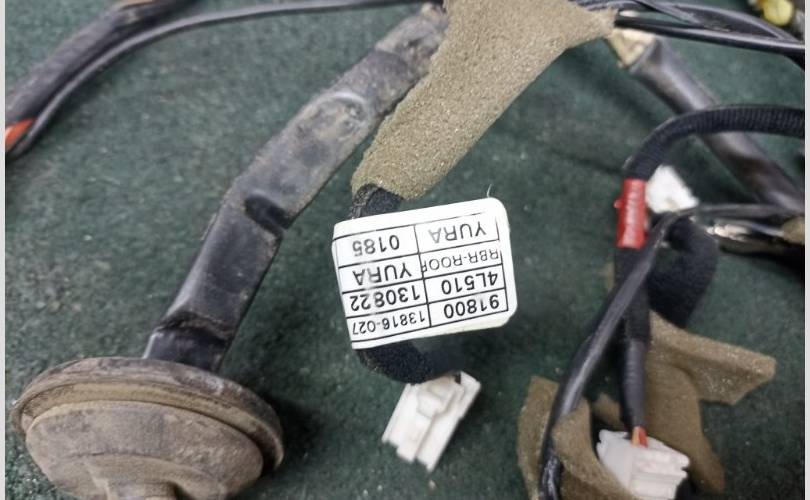 91800 13816-027
4L510 130822
RBR-ROOF YURA
YURA 0185